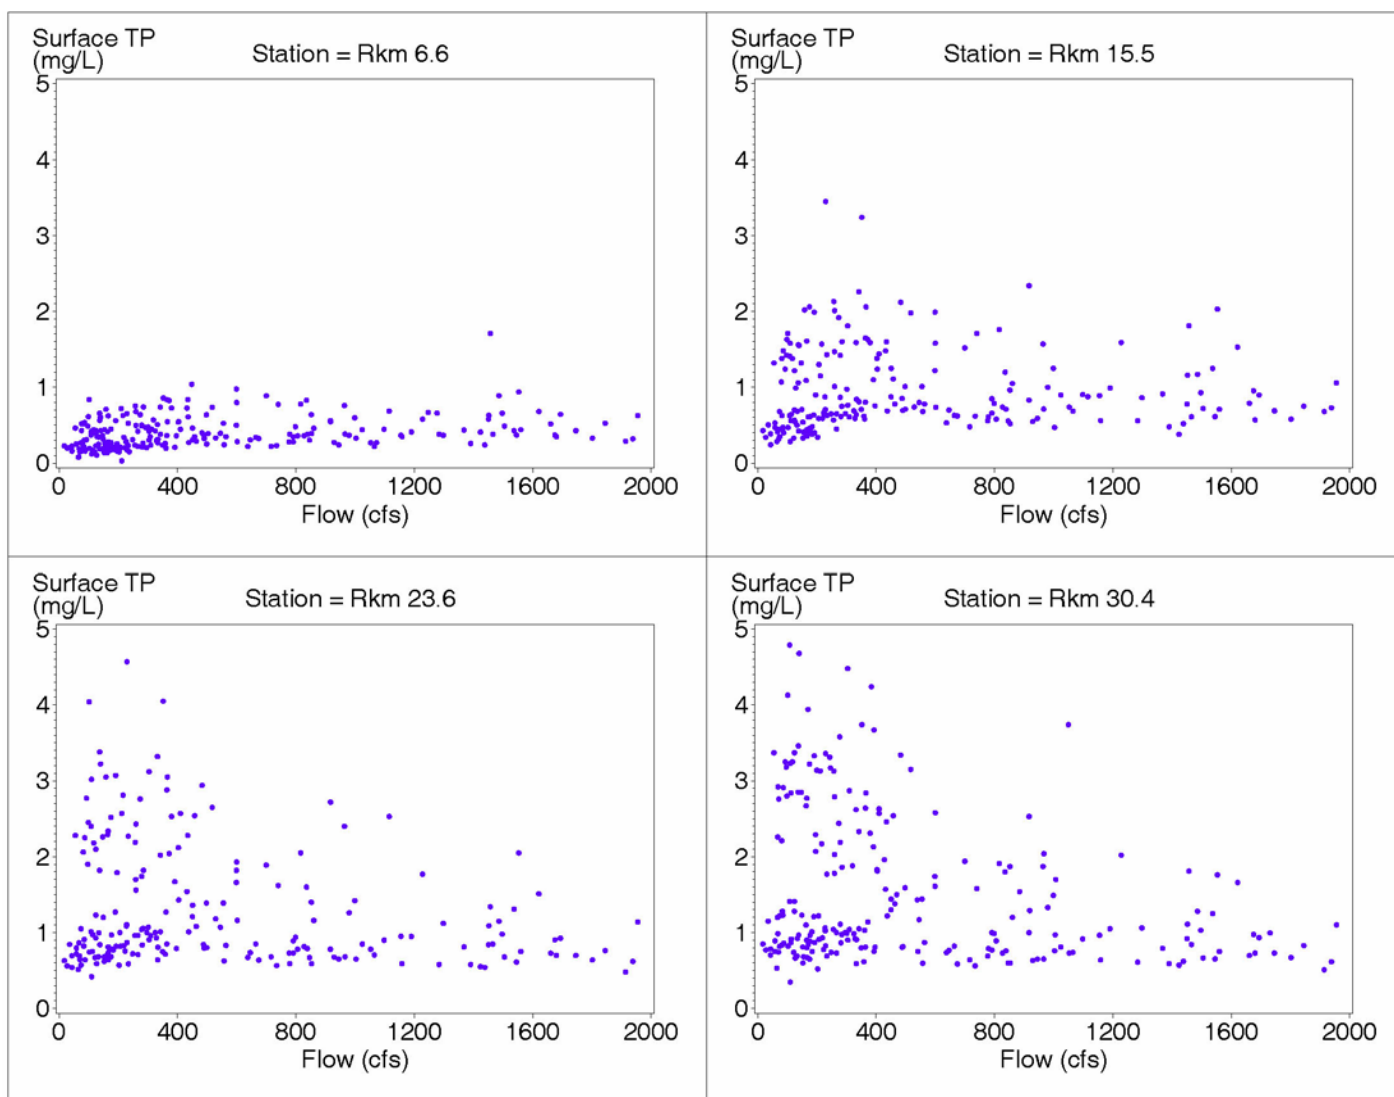 Surface TP
(mg/L)
Station = Rkm 6.6
5
4
3
2
1
0
0 400 800 1200 1600 2000
Flow (cfs)
Surface TP
(mg/L)
Station = Rkm 15.5
5
4
3
2
1
0
0 400 800 1200 1600 2000
Flow (cfs)
Surface TP
(mg/L)
Station = Rkm 23.6
5
4
3
2
1
0
0 400 800 1200 1600 2000
Flow (cfs)
Surface TP
(mg/L)
Station = Rkm 30.4
5
4
3
2
1
0
0 400 800 1200 1600 2000
Flow (cfs)